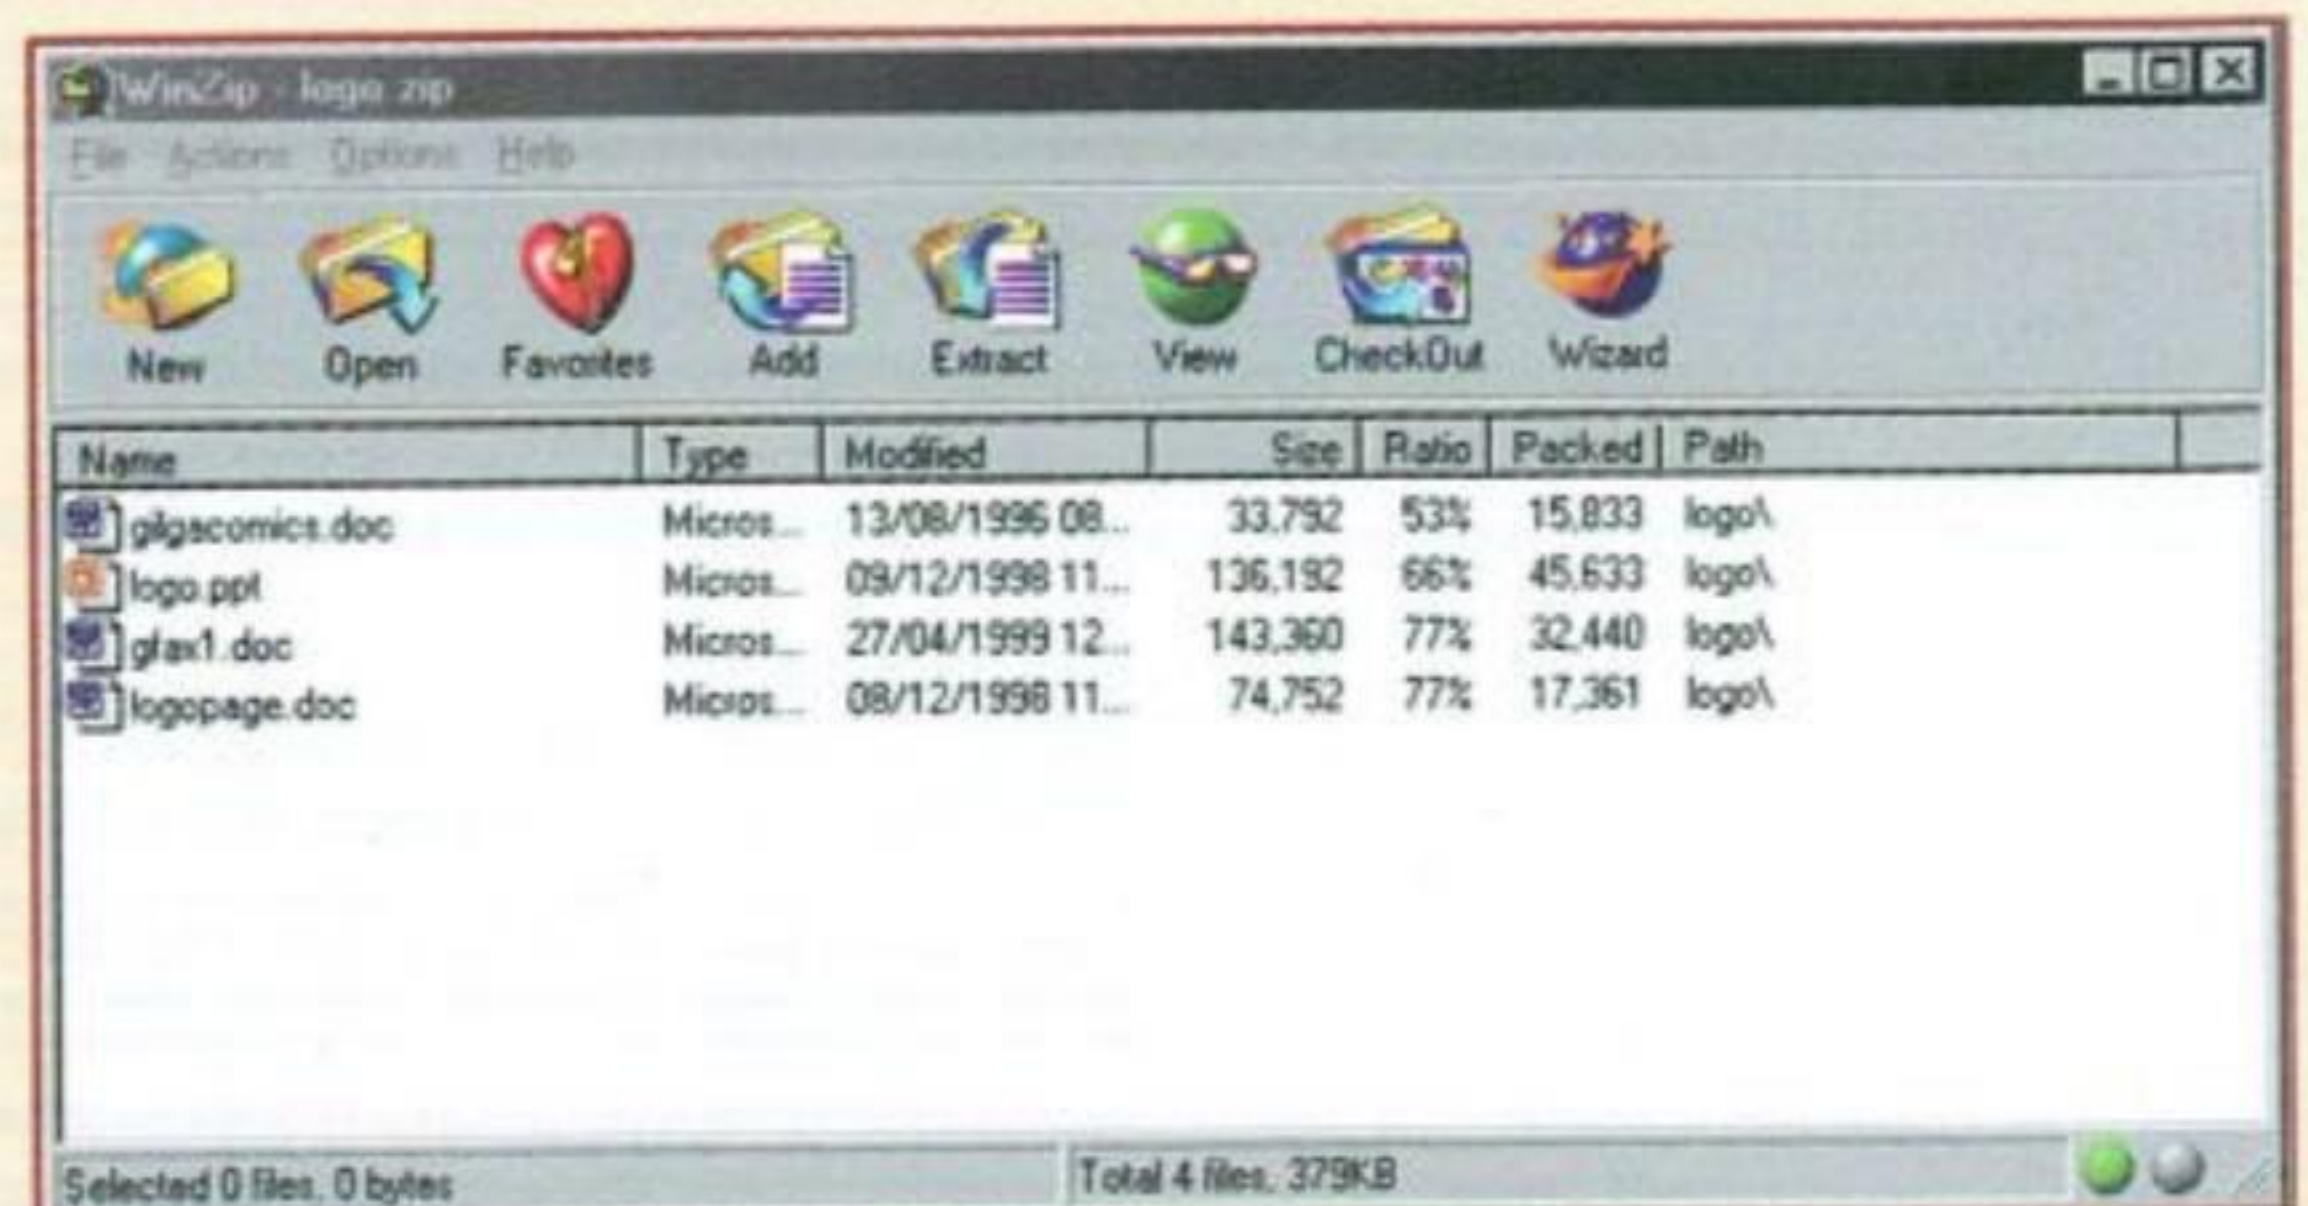 WinZip - logo.zip
File Actions Options Help
New Open Favorites Add Extract View CheckOut Wizard
Name Type Modified Size Ratio Packed Path
gilgacomics.doc Micros... 13/08/1996 08... 33,792 53% 15,833 logo\
logo.ppt Micros... 09/12/1998 11... 136,192 66% 45,633 logo\
gfax1.doc Micros... 27/04/1999 12... 143,360 77% 32,440 logo\
logopage.doc Micros... 08/12/1998 11... 74,752 77% 17,361 logo\
Selected 0 files, 0 bytes Total 4 files, 379KB